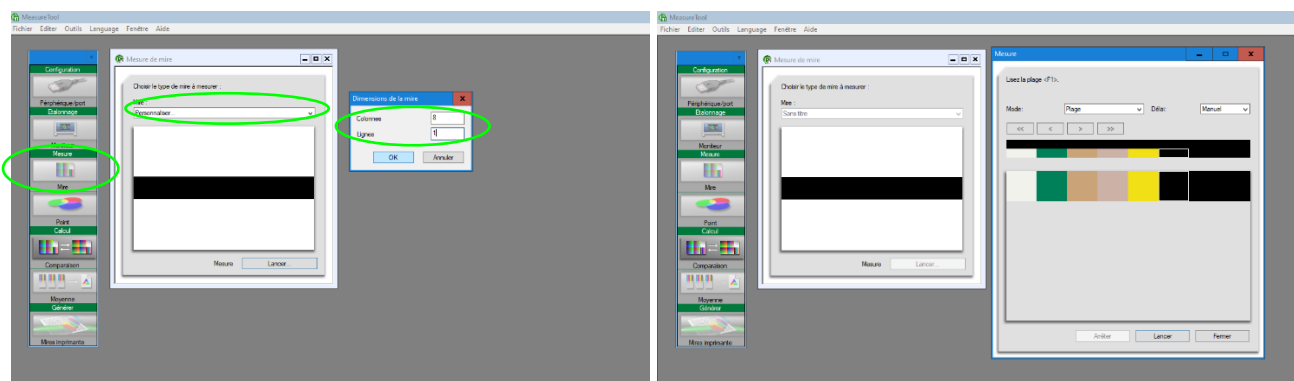 MeasureTool
Fichier Editer Outils Language Fenêtre Aide
Configuration
Périphérique/port
Etalonnage
Moniteur
Mesure
Mire
Point
Calcul
Comparaison
Moyenne
Générer
Mires imprimante
Mesure de mire
Choisir le type de mire à mesurer :
Mire :
Personnaliser...
Mesure Lancer...
Dimensions de la mire
Colonnes 8
Lignes 1
OK Annuler
MeasureTool
Fichier Editer Outils Language Fenêtre Aide
Configuration
Périphérique/port
Etalonnage
Moniteur
Mesure
Mire
Point
Calcul
Comparaison
Moyenne
Générer
Mires imprimante
Mesure de mire
Choisir le type de mire à mesurer :
Mire :
Sans titre
Mesure Lancer...
Mesure
Lisez la plage <F1>.
Mode: Plage Délai: Manuel
<< < > >>
Arrêter Lancer Fermer